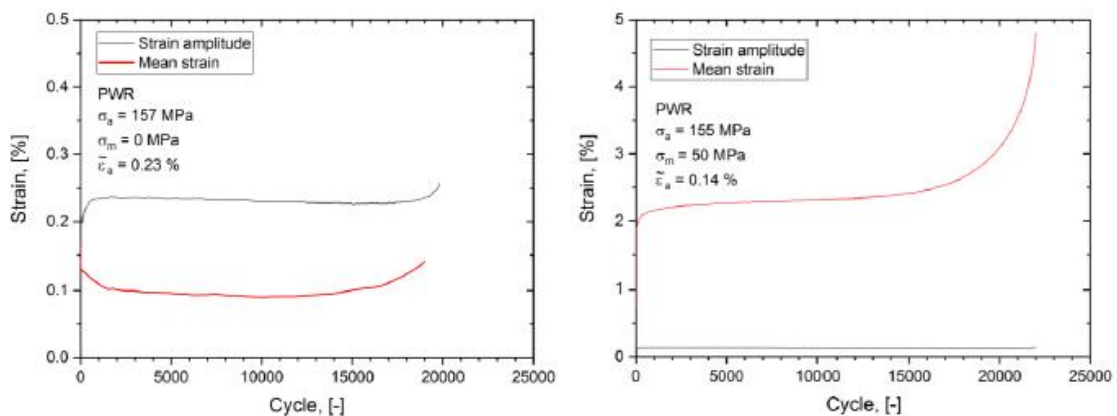 0.5
0.4
0.3
0.2
0.1
0.0
Strain, [%]
Strain amplitude
Mean strain
PWR
σa = 157 MPa
σm = 0 MPa
ε̃a = 0.23 %
0 5000 10000 15000 20000 25000
Cycle, [-]
5
4
3
2
1
0
Strain, [%]
Strain amplitude
Mean strain
PWR
σa = 155 MPa
σm = 50 MPa
ε̃a = 0.14 %
0 5000 10000 15000 20000 25000
Cycle, [-]